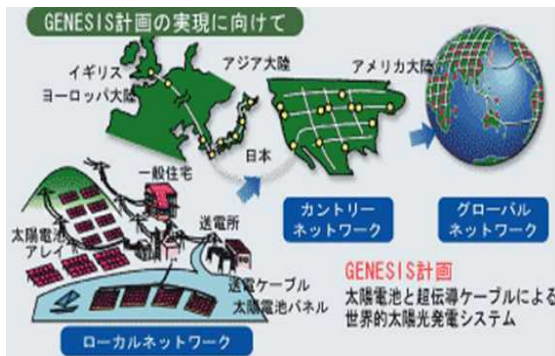 GENESIS計画の実現に向けて
イギリス
ヨーロッパ大陸
アジア大陸
アメリカ大陸
日本
一般住宅
太陽電池
アレイ
送電所
送電ケーブル
太陽電池パネル
ローカルネットワーク
カントリー
ネットワーク
グローバル
ネットワーク
GENESIS計画
太陽電池と超伝導ケーブルによる
世界的太陽光発電システム